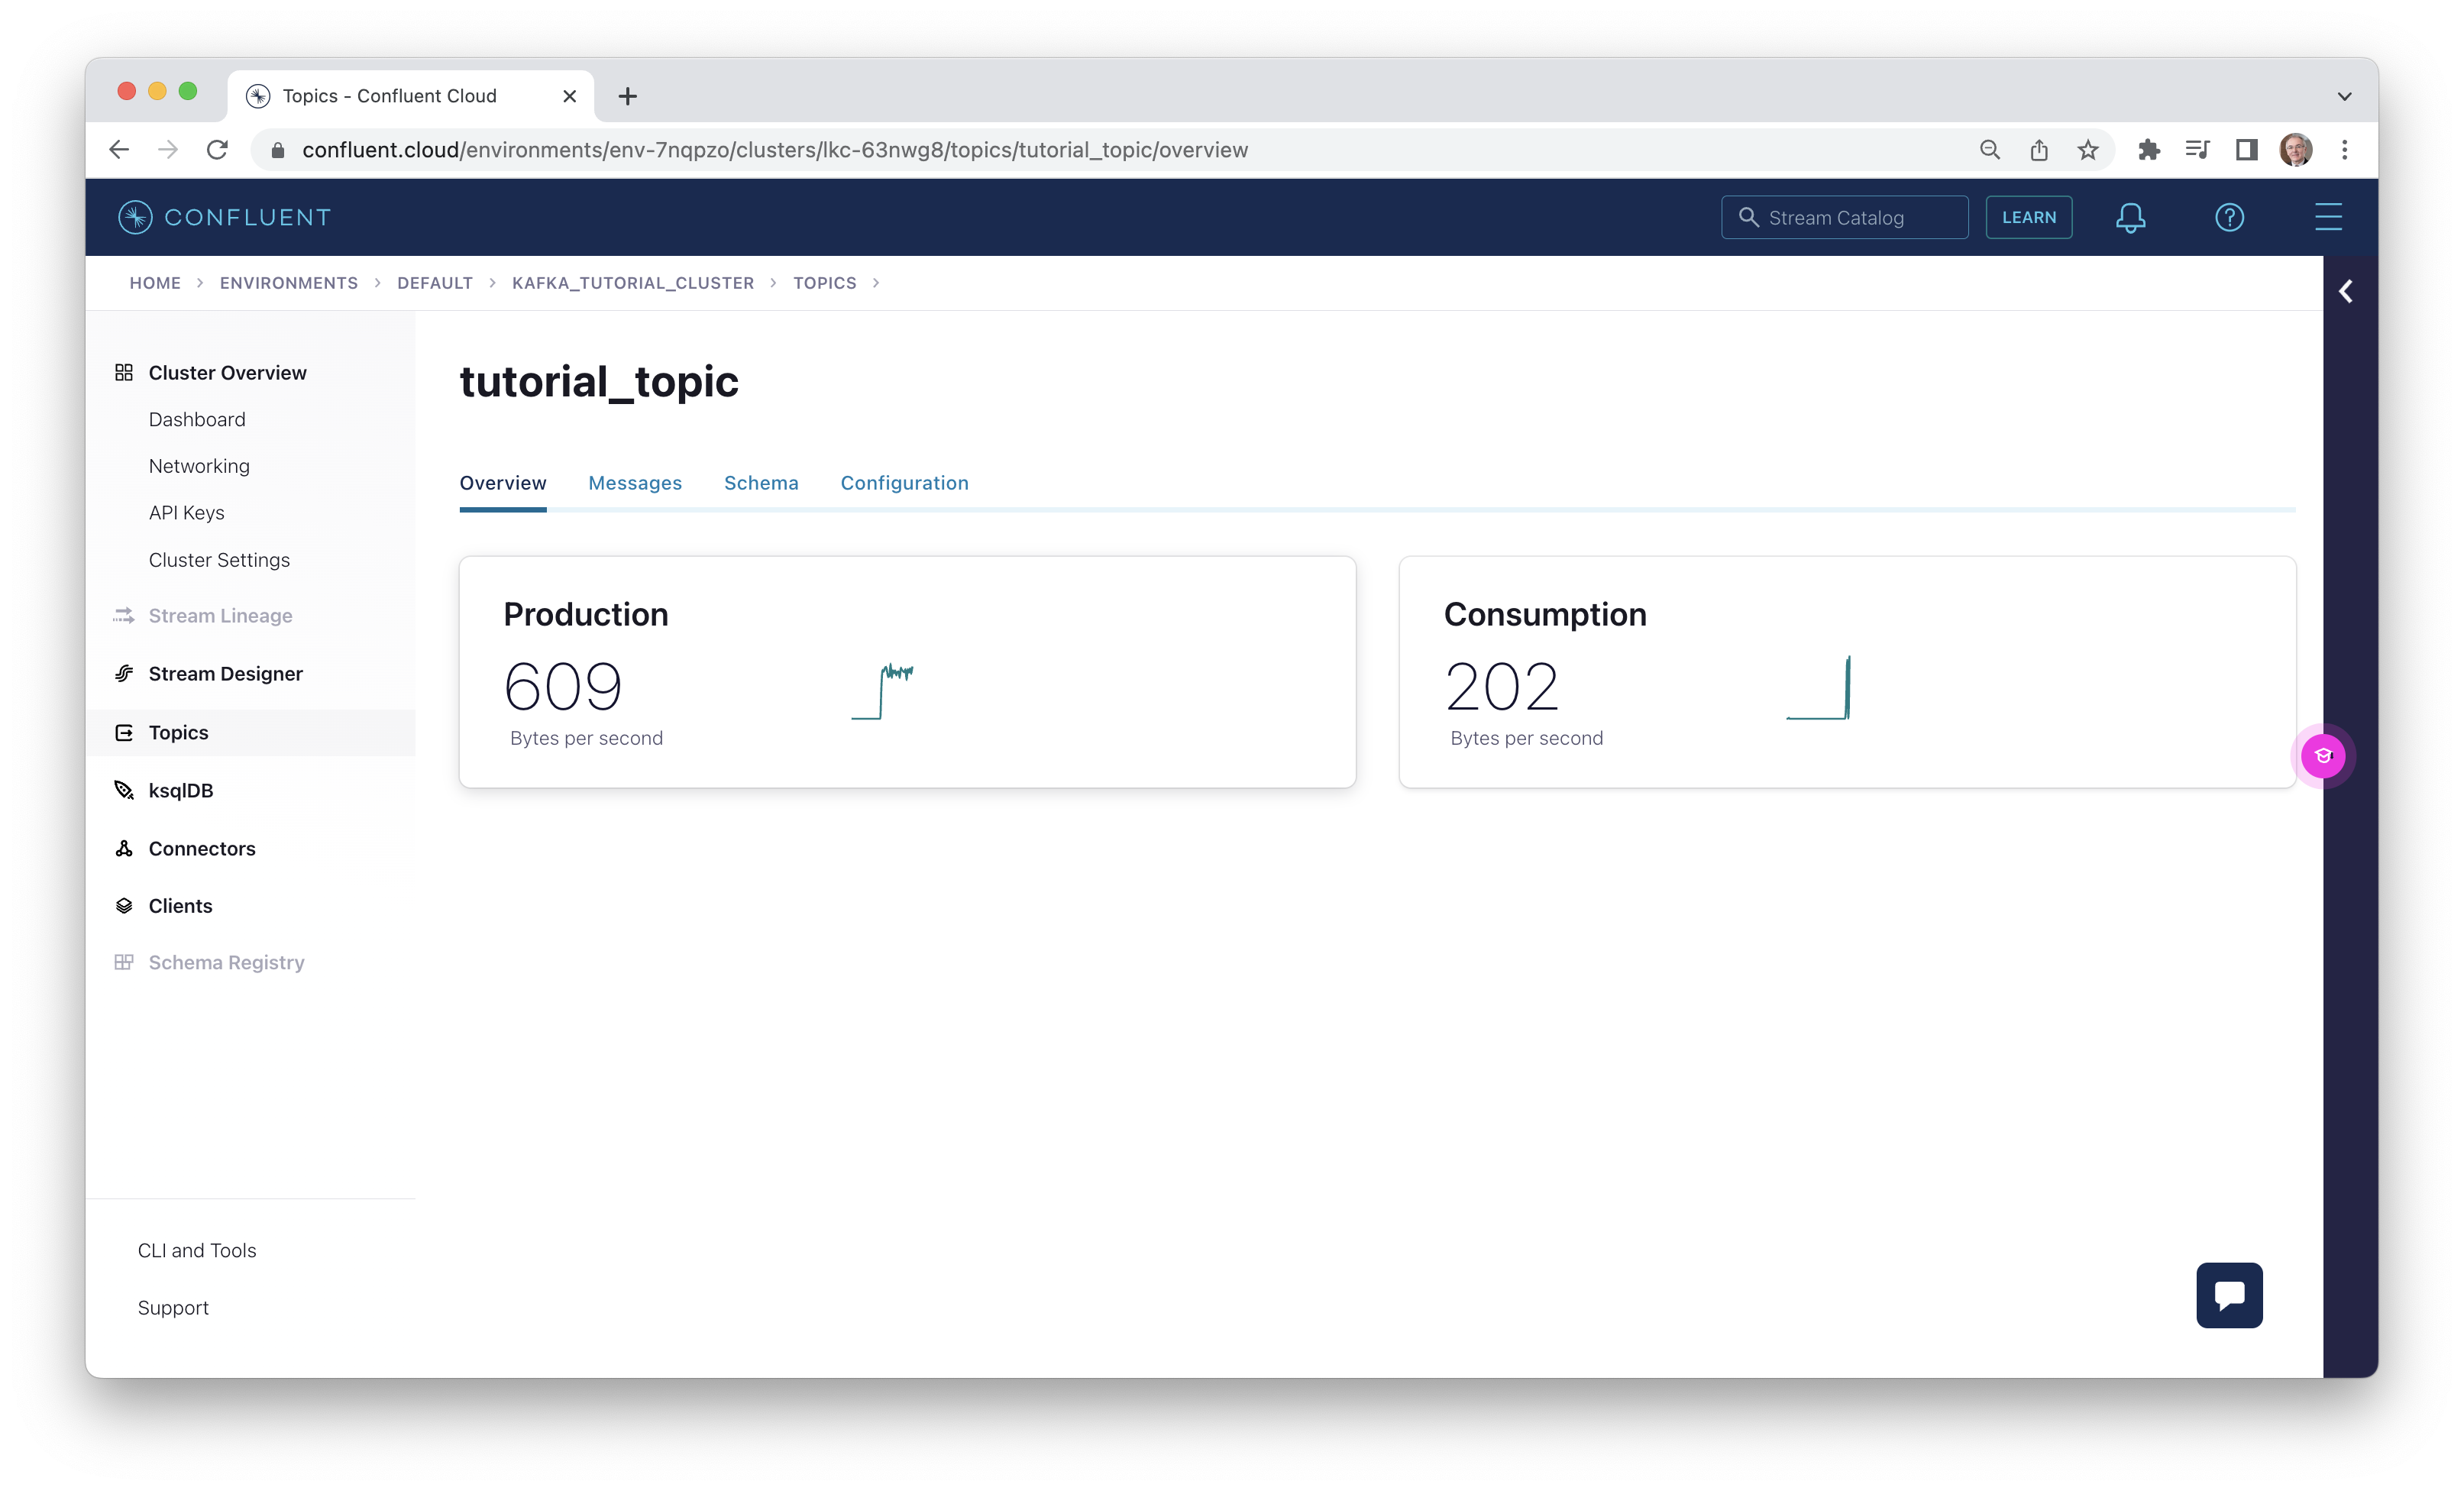 Topics - Confluent Cloud
confluent.cloud/environments/env-7nqpzo/clusters/lkc-63nwg8/topics/tutorial_topic/overview
CONFLUENT
Stream Catalog
LEARN
HOME > ENVIRONMENTS > DEFAULT > KAFKA_TUTORIAL_CLUSTER > TOPICS >
Cluster Overview
Dashboard
Networking
API Keys
Cluster Settings
Stream Lineage
Stream Designer
Topics
ksqlDB
Connectors
Clients
Schema Registry
CLI and Tools
Support
tutorial_topic
Overview Messages Schema Configuration
Production
609
Bytes per second
Consumption
202
Bytes per second